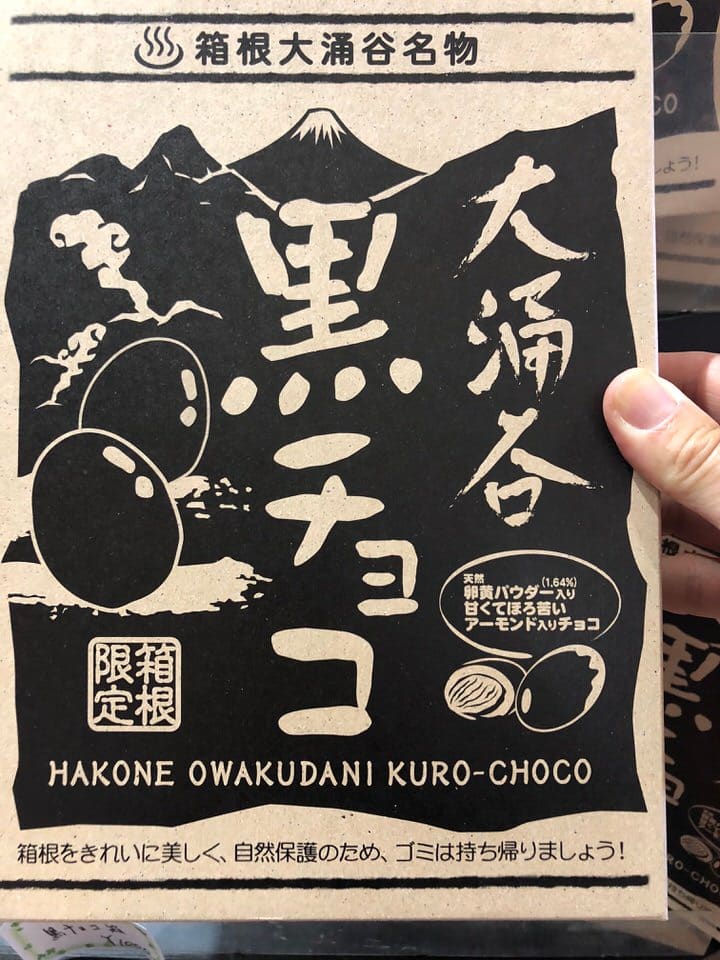 箱根大涌谷名物
大涌谷
黒チョコ
天然
卵黄パウダー(1.64%)入り
甘くてほろ苦い
アーモンド入りチョコ
箱根
限定
HAKONE OWAKUDANI KURO-CHOCO
箱根をきれいに美しく、自然保護のため、ゴミは持ち帰りましょう!